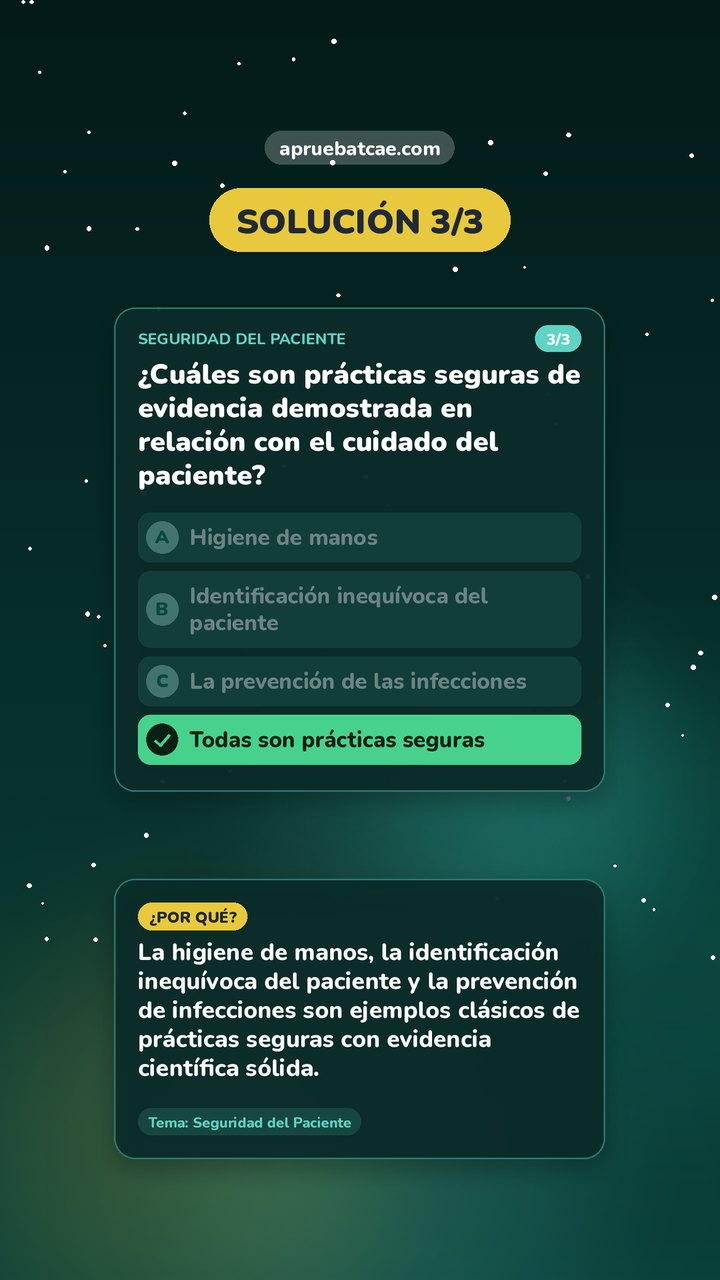 apruebatcae.com
SOLUCIÓN 3/3
SEGURIDAD DEL PACIENTE
3/3
¿Cuáles son prácticas seguras de
evidencia demostrada en
relación con el cuidado del
paciente?
A Higiene de manos
B Identificación inequívoca del
paciente
C La prevención de las infecciones
Todas son prácticas seguras
¿POR QUÉ?
La higiene de manos, la identificación
inequívoca del paciente y la prevención
de infecciones son ejemplos clásicos de
prácticas seguras con evidencia
científica sólida.
Tema: Seguridad del Paciente